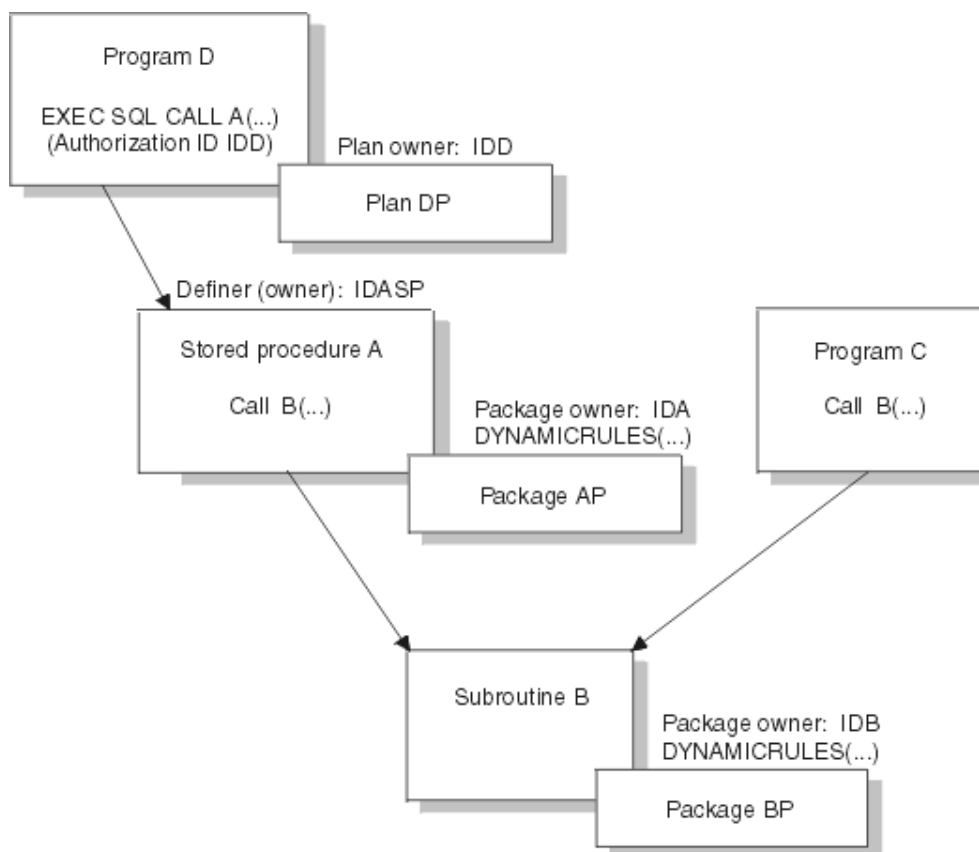 Program D
EXEC SQL CALL A(...)
(Authorization ID IDD)
Plan owner: IDD
Plan DP
Definer (owner): IDASP
Stored procedure A
Call B(...)
Package owner: IDA
DYNAMICRULES(...)
Package AP
Program C
Call B(...)
Subroutine B
Package owner: IDB
DYNAMICRULES(...)
Package BP